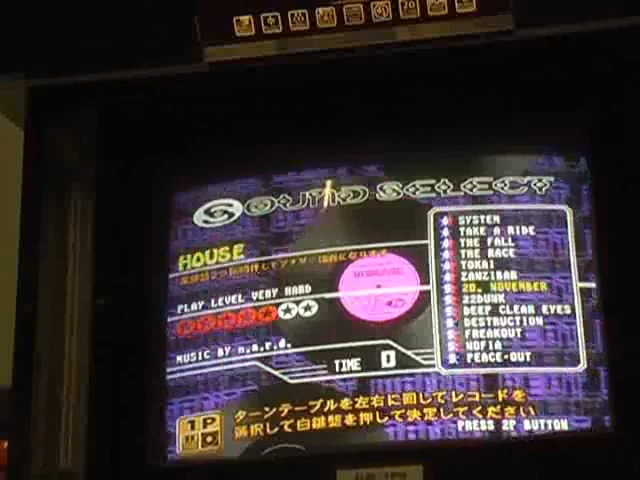 SOUND SELECT
HOUSE
PLAY LEVEL VERY HARD
MUSIC BY n.a.r.d.
TIME 0
SYSTEM
TAKE A RIDE
THE FALL
THE RACE
TOKAI
ZANZIBAR
20, NOVEMBER
22DUNK
DEEP CLEAR EYES
DESTRUCTION
FREAKOUT
WOFIA
PEACE-OUT
1P
ターンテーブルを左右に回してレコードを
選択して白鍵盤を押して決定してください
PRESS 2P BUTTON